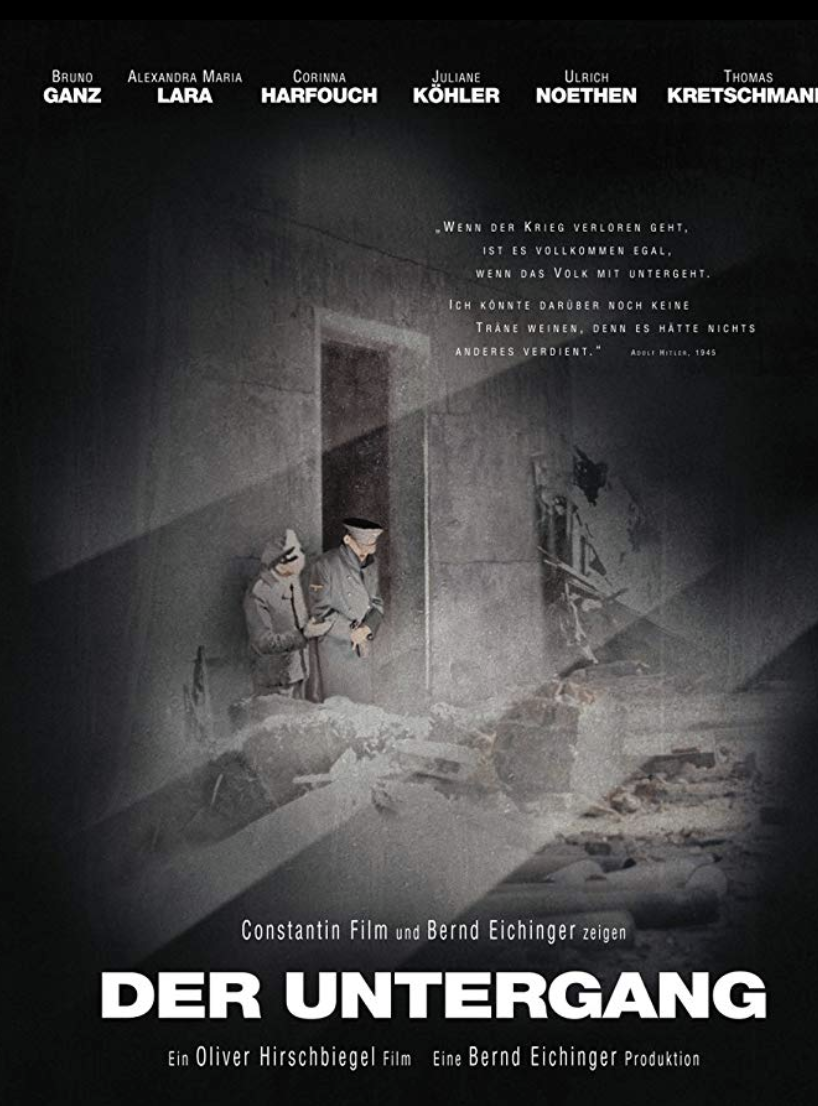 BRUNO GANZ
ALEXANDRA MARIA LARA
CORINNA HARFOUCH
JULIANE KÖHLER
ULRICH NOETHEN
THOMAS KRETSCHMANN
„WENN DER KRIEG VERLOREN GEHT,
IST ES VOLLKOMMEN EGAL,
WENN DAS VOLK MIT UNTERGEHT.
ICH KÖNNTE DARÜBER NOCH KEINE
TRÄNE WEINEN, DENN ES HÄTTE NICHTS
ANDERES VERDIENT.“ ADOLF HITLER, 1945
Constantin Film und Bernd Eichinger zeigen
DER UNTERGANG
Ein Oliver Hirschbiegel Film Eine Bernd Eichinger Produktion